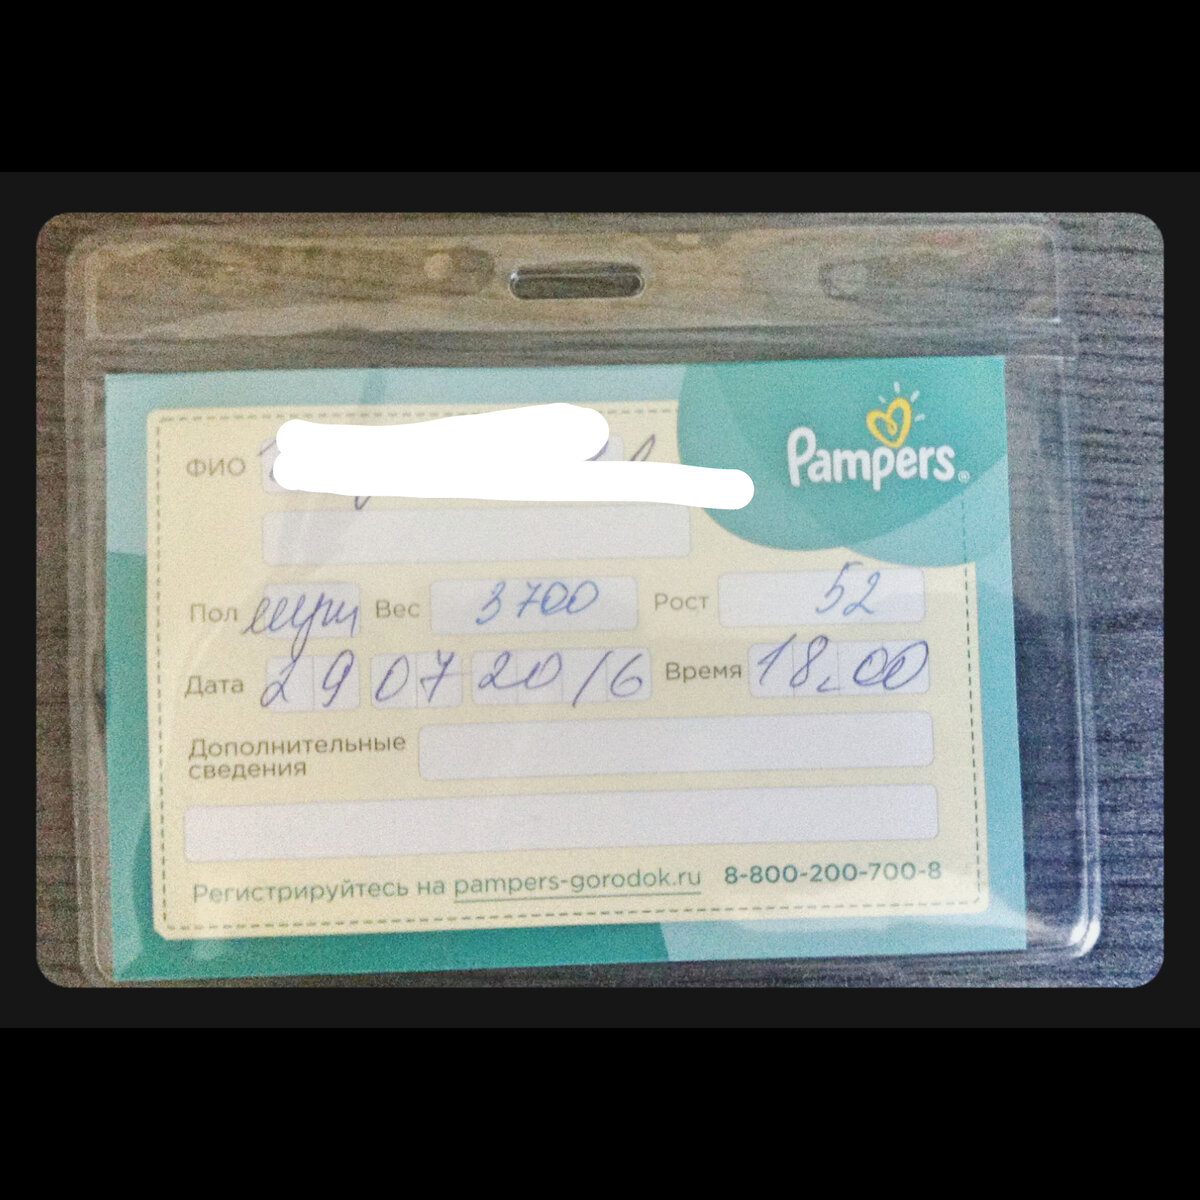 Pampers
ФИО
Пол муж Вес 3700 Рост 52
Дата 29 07 2016 Время 18.00
Дополнительные
сведения
Регистрируйтесь на pampers-gorodok.ru 8-800-200-700-8